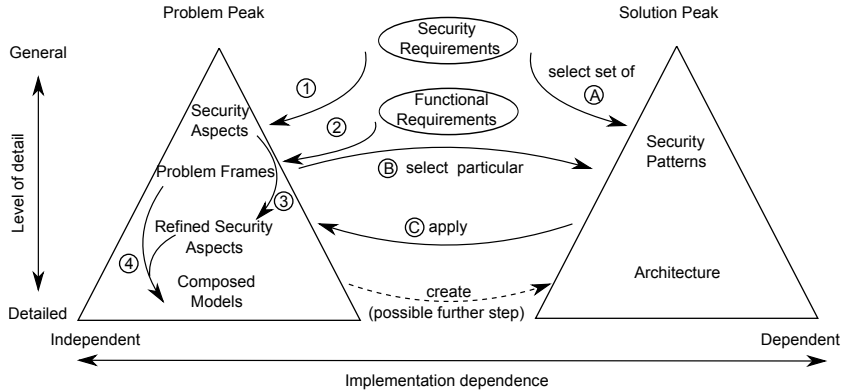 Problem Peak
Solution Peak
General
Security
Requirements
select set of
A
1
Functional
Requirements
Security
Aspects
2
Security
Patterns
B select particular
Problem Frames
3
Level of detail
C apply
Refined Security
Aspects
4
Architecture
Composed
Models
create
(possible further step)
Detailed
Independent
Dependent
Implementation dependence